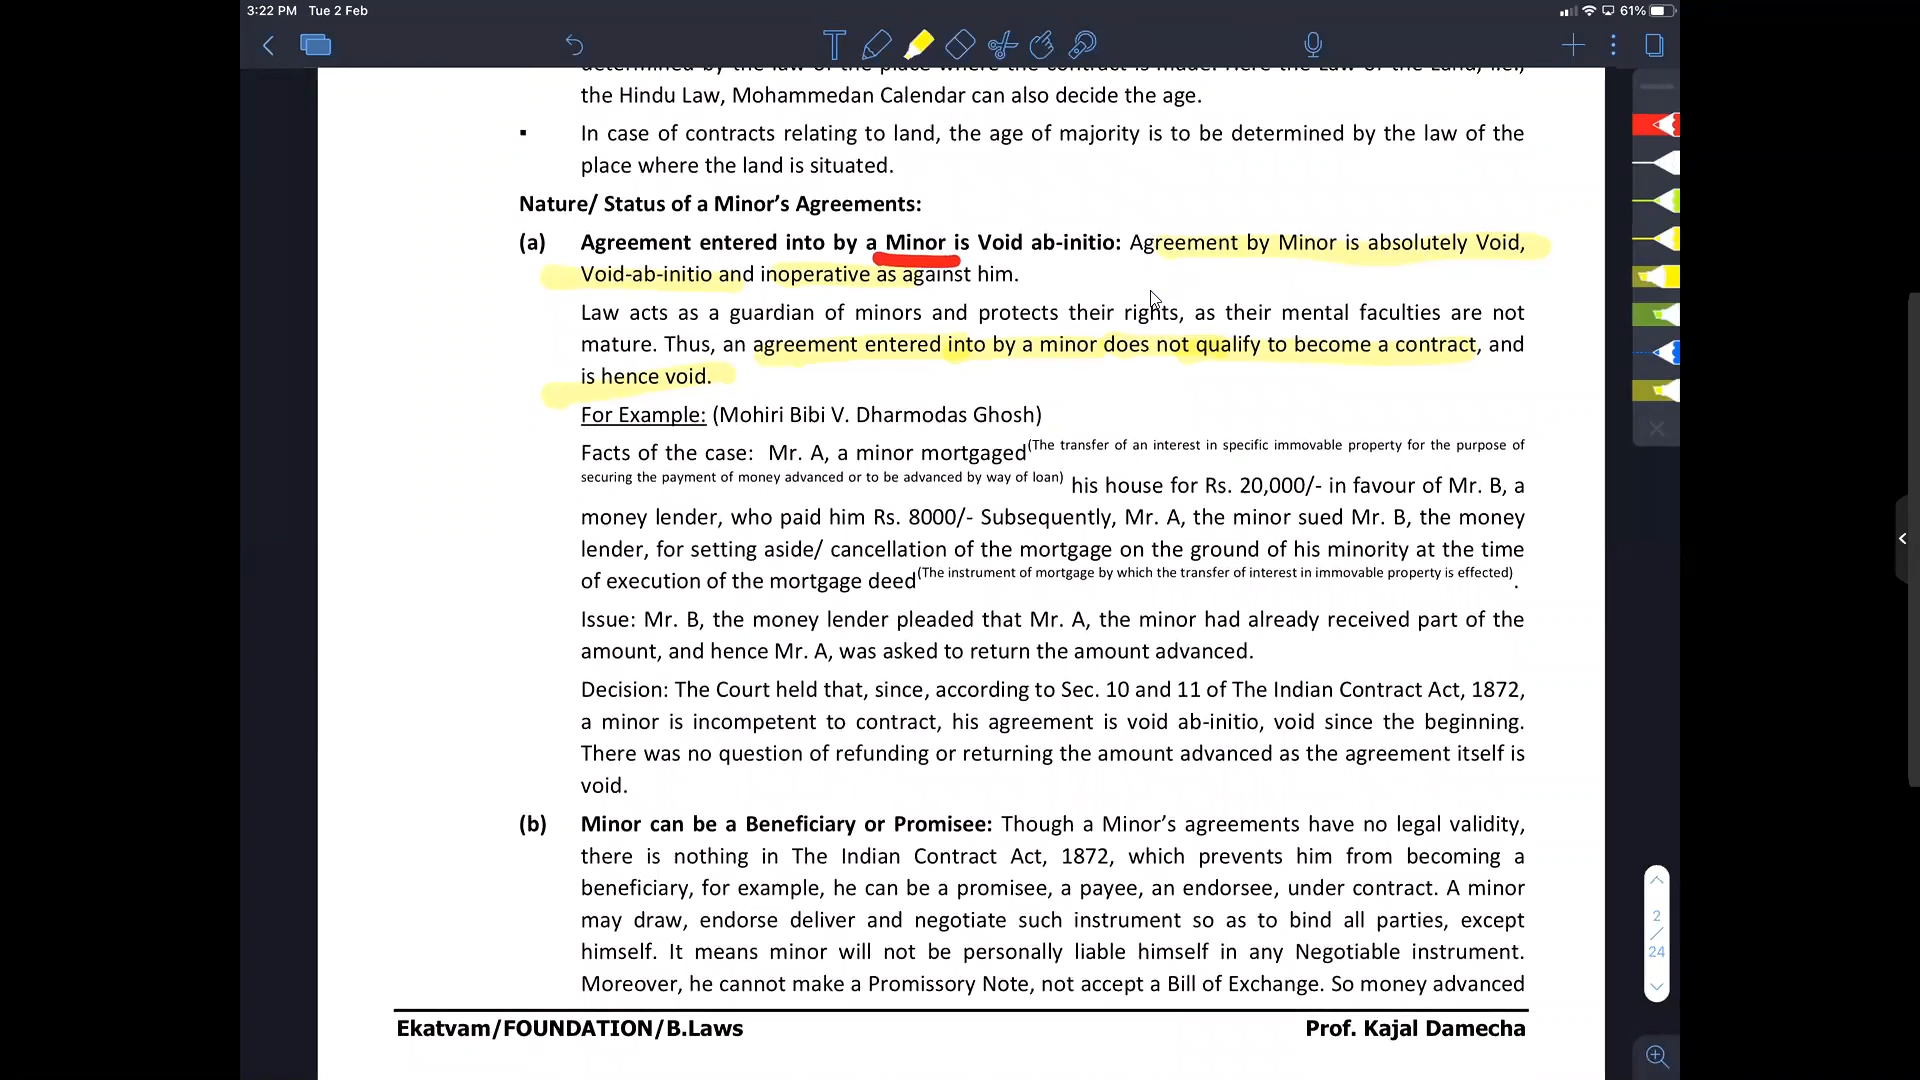 3:22 PM Tue 2 Feb
61%
determined by the law of the place where the contract is made. Here the Law of the Land, i.e.,
the Hindu Law, Mohammedan Calendar can also decide the age.
▪ In case of contracts relating to land, the age of majority is to be determined by the law of the
place where the land is situated.
Nature/ Status of a Minor’s Agreements:
(a) Agreement entered into by a Minor is Void ab-initio: Agreement by Minor is absolutely Void,
Void-ab-initio and inoperative as against him.
Law acts as a guardian of minors and protects their rights, as their mental faculties are not
mature. Thus, an agreement entered into by a minor does not qualify to become a contract, and
is hence void.
For Example: (Mohiri Bibi V. Dharmodas Ghosh)
Facts of the case: Mr. A, a minor mortgaged(The transfer of an interest in specific immovable property for the purpose of
securing the payment of money advanced or to be advanced by way of loan) his house for Rs. 20,000/- in favour of Mr. B, a
money lender, who paid him Rs. 8000/- Subsequently, Mr. A, the minor sued Mr. B, the money
lender, for setting aside/ cancellation of the mortgage on the ground of his minority at the time
of execution of the mortgage deed(The instrument of mortgage by which the transfer of interest in immovable property is effected).
Issue: Mr. B, the money lender pleaded that Mr. A, the minor had already received part of the
amount, and hence Mr. A, was asked to return the amount advanced.
Decision: The Court held that, since, according to Sec. 10 and 11 of The Indian Contract Act, 1872,
a minor is incompetent to contract, his agreement is void ab-initio, void since the beginning.
There was no question of refunding or returning the amount advanced as the agreement itself is
void.
(b) Minor can be a Beneficiary or Promisee: Though a Minor’s agreements have no legal validity,
there is nothing in The Indian Contract Act, 1872, which prevents him from becoming a
beneficiary, for example, he can be a promisee, a payee, an endorsee, under contract. A minor
may draw, endorse deliver and negotiate such instrument so as to bind all parties, except
himself. It means minor will not be personally liable himself in any Negotiable instrument.
Moreover, he cannot make a Promissory Note, not accept a Bill of Exchange. So money advanced
Ekatvam/FOUNDATION/B.Laws Prof. Kajal Damecha
2
/
24